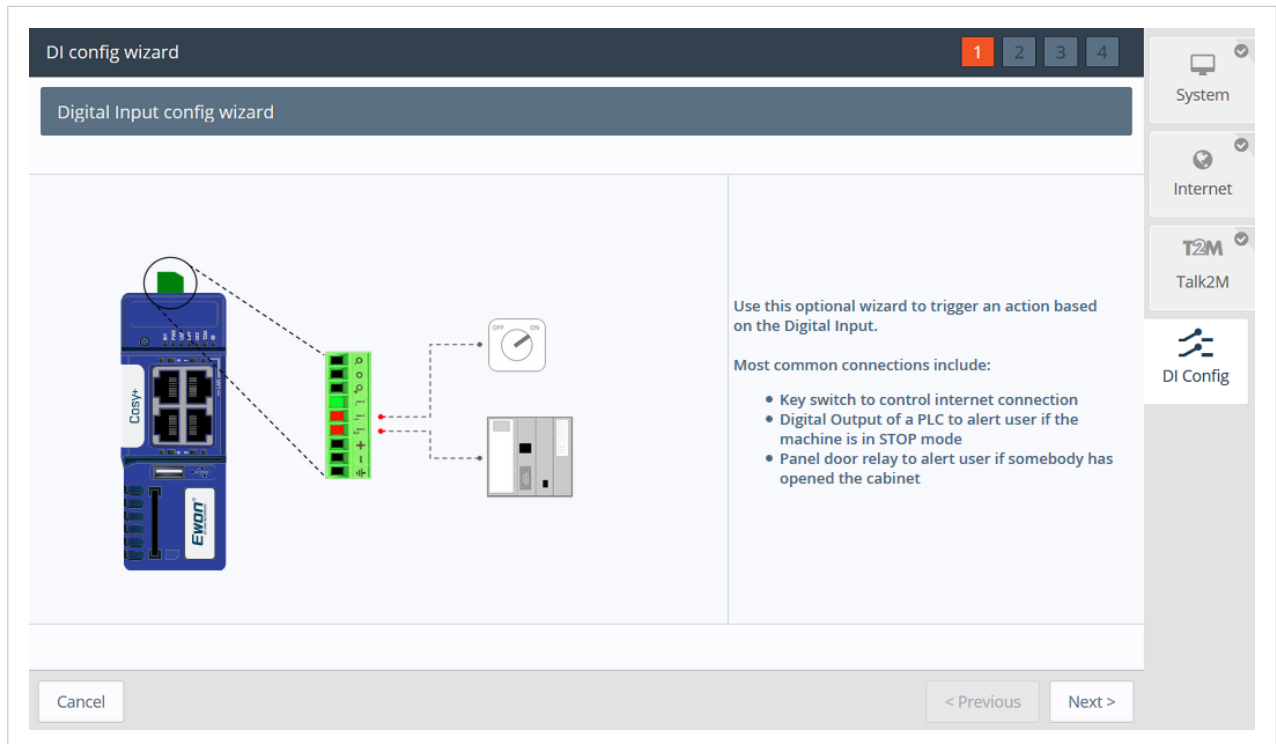 DI config wizard
1 2 3 4
Digital Input config wizard
System
Internet
T2M
Talk2M
DI Config
OFF ON
Cosy+
LAN
Ewon
Use this optional wizard to trigger an action based
on the Digital Input.
Most common connections include:
Key switch to control internet connection
Digital Output of a PLC to alert user if the
machine is in STOP mode
Panel door relay to alert user if somebody has
opened the cabinet
Cancel
< Previous
Next >